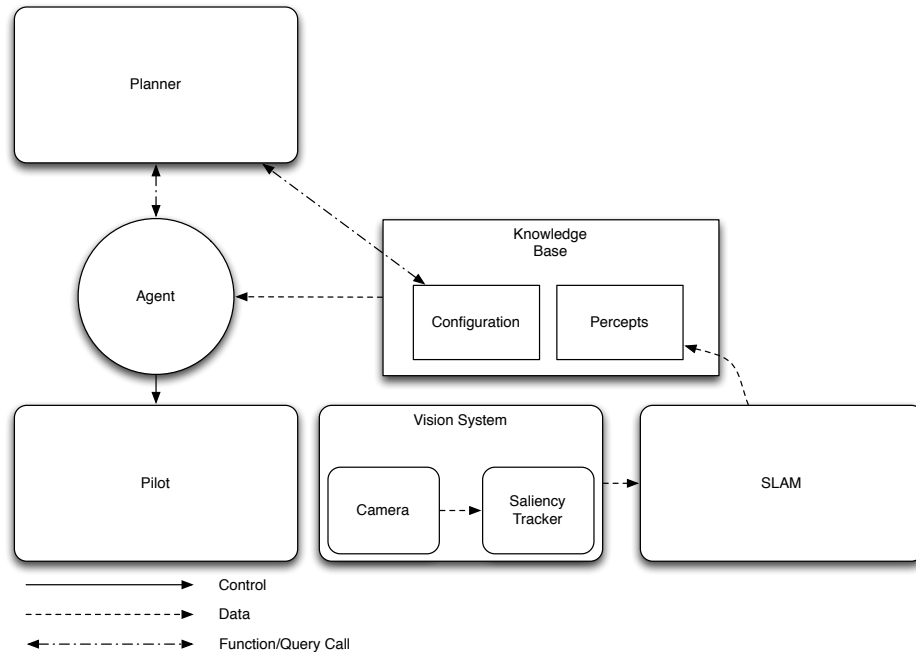 Planner
Knowledge
Base
Agent
Configuration
Percepts
Vision System
Pilot
Camera
Saliency
Tracker
SLAM
Control
Data
Function/Query Call